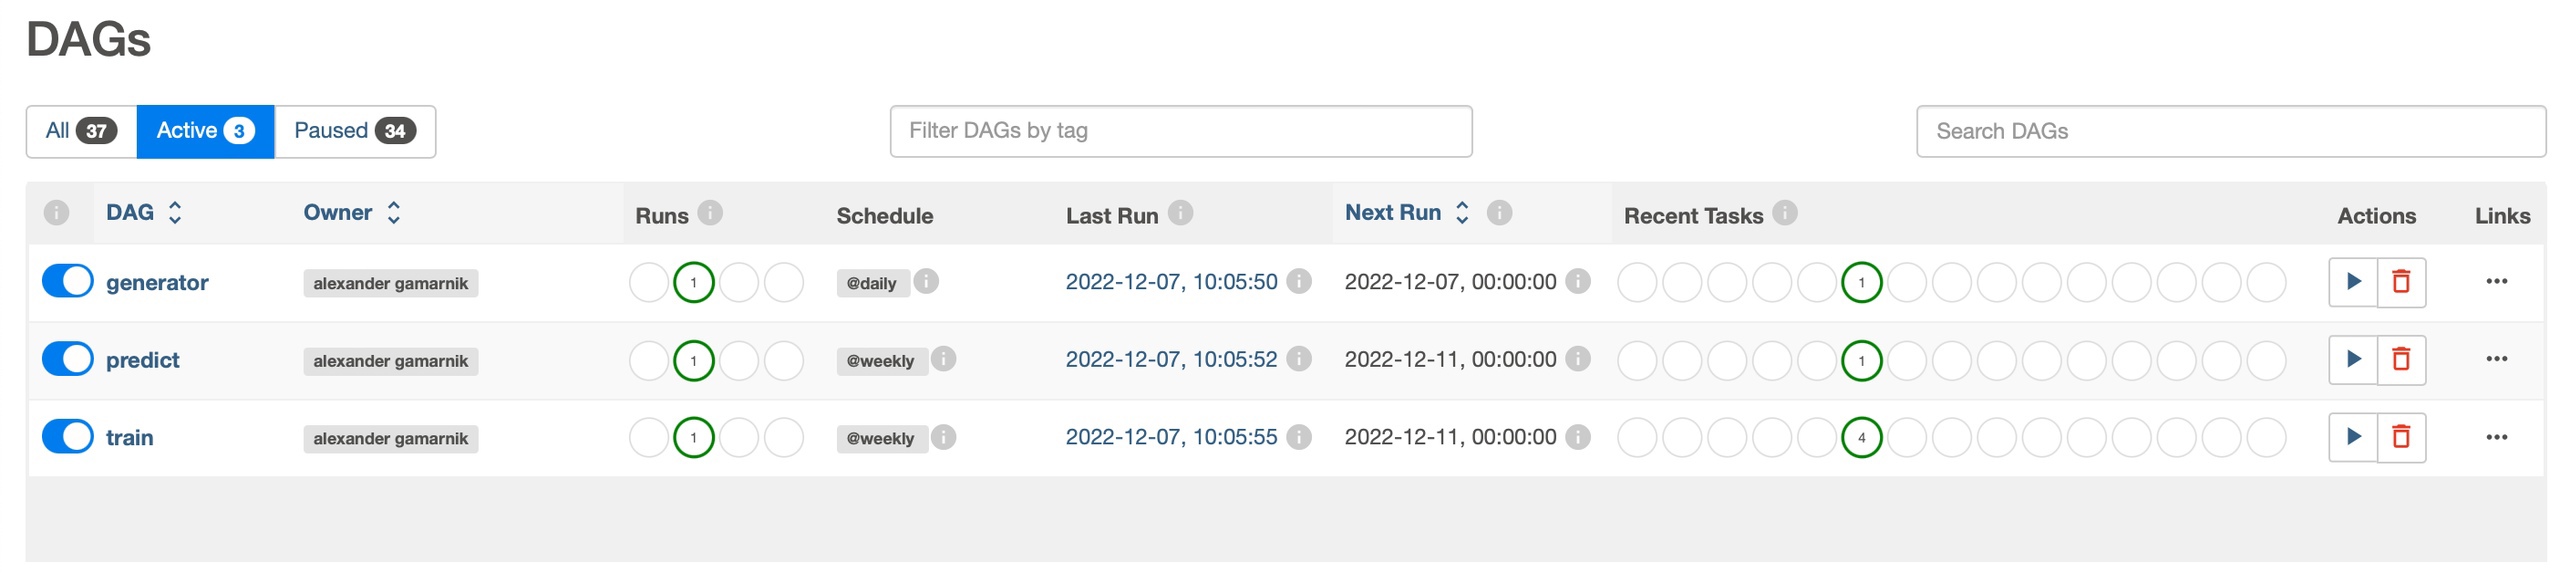 DAGs
All 37 Active 3 Paused 34 Filter DAGs by tag Search DAGs
DAG Owner Runs Schedule Last Run Next Run Recent Tasks Actions Links
generator alexander gamarnik 1 @daily 2022-12-07, 10:05:50 2022-12-07, 00:00:00 1
predict alexander gamarnik 1 @weekly 2022-12-07, 10:05:52 2022-12-11, 00:00:00 1
train alexander gamarnik 1 @weekly 2022-12-07, 10:05:55 2022-12-11, 00:00:00 4